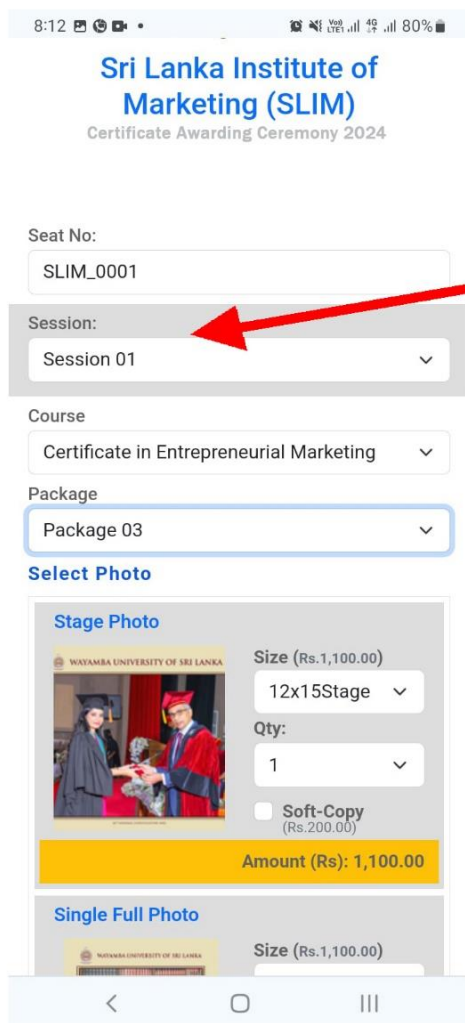 8:12
VoD LTE1 4G 80%
Sri Lanka Institute of
Marketing (SLIM)
Certificate Awarding Ceremony 2024
Seat No:
SLIM_0001
Session:
Session 01
Course
Certificate in Entrepreneurial Marketing
Package
Package 03
Select Photo
Stage Photo
WAYAMBA UNIVERSITY OF SRI LANKA
Size (Rs.1,100.00)
12x15Stage
Qty:
1
Soft-Copy
(Rs.200.00)
Amount (Rs): 1,100.00
Single Full Photo
WAYAMBA UNIVERSITY OF SRI LANKA
Size (Rs.1,100.00)